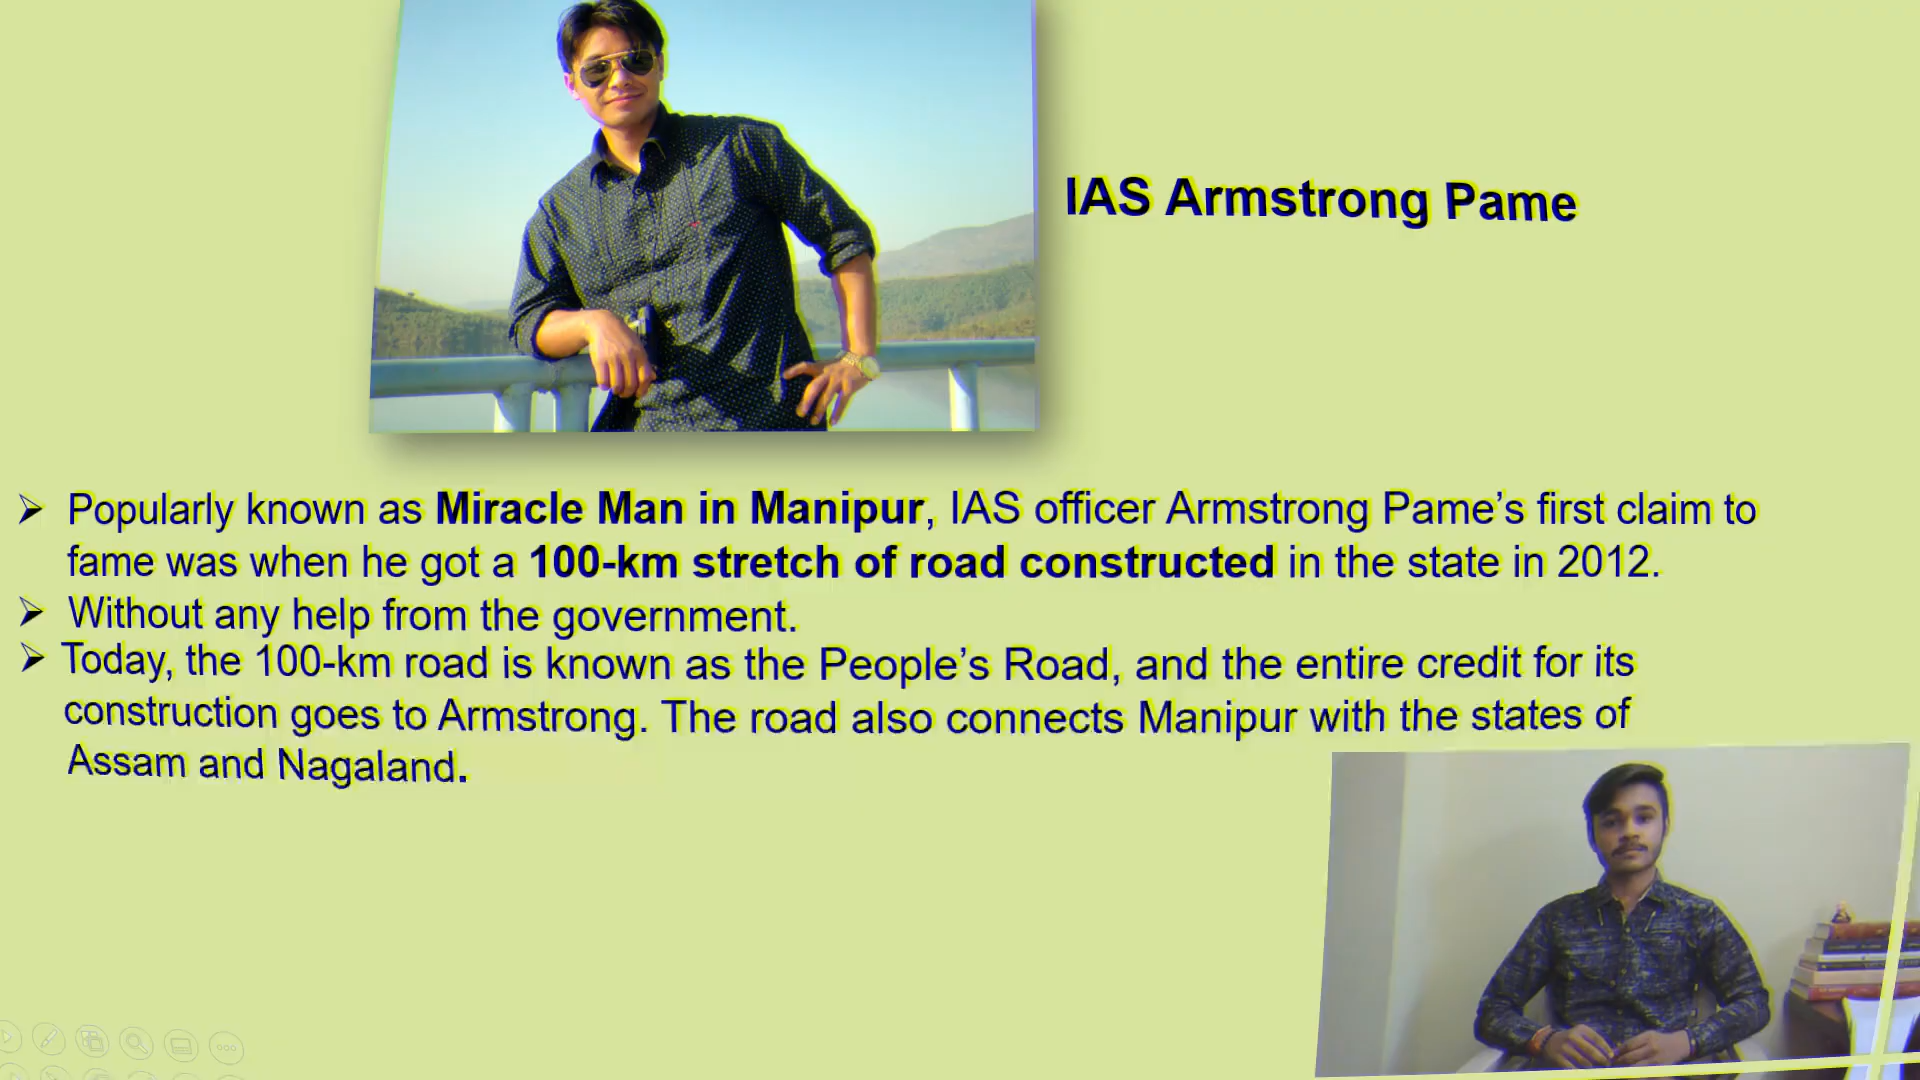 IAS Armstrong Pame
➢ Popularly known as Miracle Man in Manipur, IAS officer Armstrong Pame’s first claim to
fame was when he got a 100-km stretch of road constructed in the state in 2012.
➢ Without any help from the government.
➢ Today, the 100-km road is known as the People’s Road, and the entire credit for its
construction goes to Armstrong. The road also connects Manipur with the states of
Assam and Nagaland.